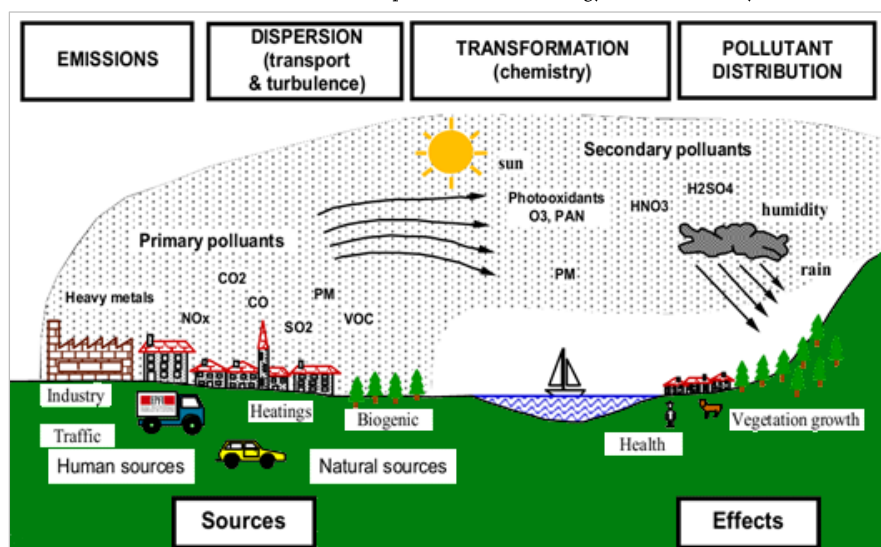 EMISSIONS
DISPERSION
(transport
& turbulence)
TRANSFORMATION
(chemistry)
POLLUTANT
DISTRIBUTION
sun
Secondary polluants
Photooxidants
O3, PAN
HNO3
H2SO4
humidity
rain
PM
Primary polluants
CO2
Heavy metals
CO
PM
NOx
SO2
VOC
Industry
Heatings
Biogenic
Traffic
Health
Vegetation growth
Human sources
Natural sources
Sources
Effects